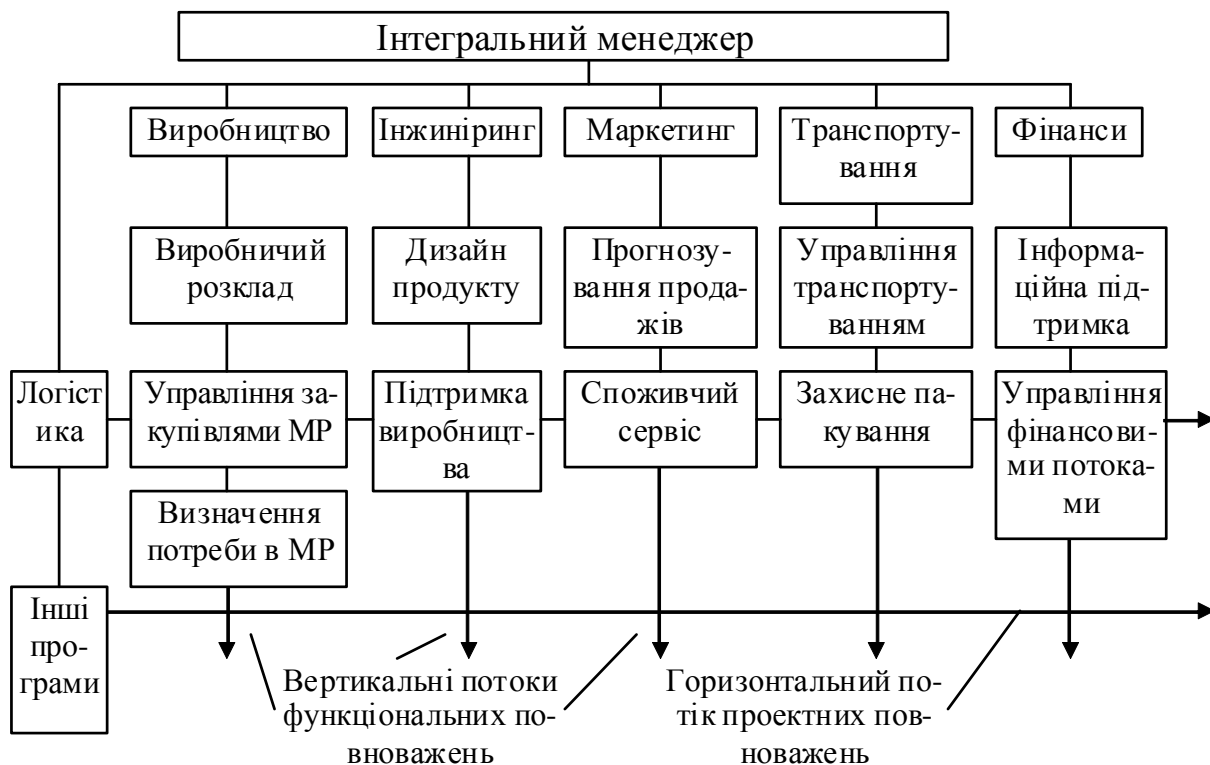 Інтегральний менеджер
Виробництво
Інжиніринг
Маркетинг
Транспорту-
вання
Фінанси
Виробничий
розклад
Дизайн
продукту
Прогнозу-
вання прода-
жів
Управління
транспорту-
ванням
Інформа-
ційна під-
тримка
Логіст
ика
Управління за-
купівлями МР
Підтримка
виробницт-
ва
Споживчий
сервіс
Захисне па-
кування
Управління
фінансови-
ми потока-
ми
Визначення
потреби в МР
Інші
про-
грами
Вертикальні потоки
функціональних по-
вноважень
Горизонтальний по-
тік проектних пов-
новажень